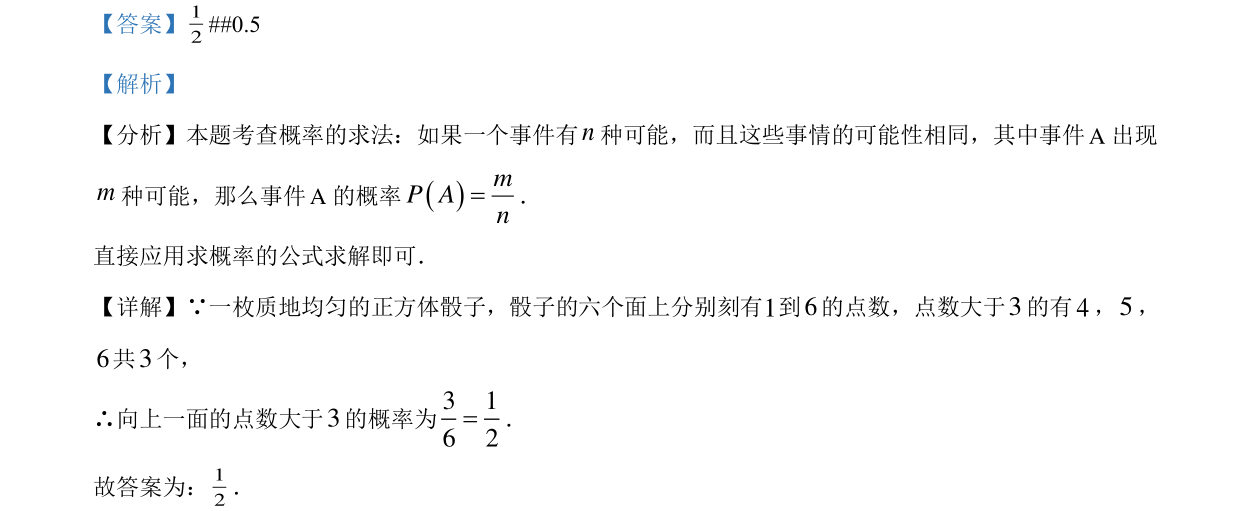 【答案】$\frac{1}{2}$##0.5
【解析】
【分析】本题考查概率的求法：如果一个事件有$n$种可能，而且这些事情的可能性相同，其中事件A出现
$m$种可能，那么事件A的概率$P(A)=\frac{m}{n}$．
直接应用求概率的公式求解即可．
【详解】∵一枚质地均匀的正方体骰子，骰子的六个面上分别刻有1到6的点数，点数大于3的有4，5，
6共3个，
∴向上一面的点数大于3的概率为$\frac{3}{6}=\frac{1}{2}$．
故答案为：$\frac{1}{2}$．